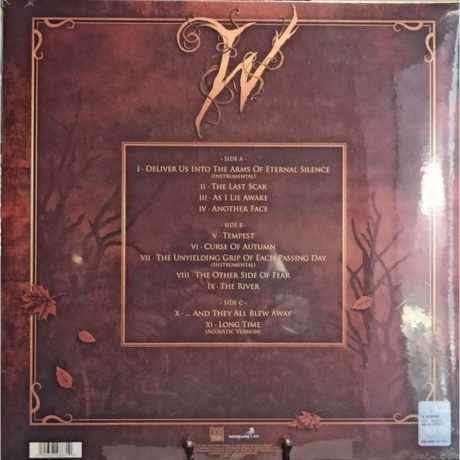 W
- SIDE A -
I - DELIVER US INTO THE ARMS OF ETERNAL SILENCE
(INSTRUMENTAL)
II - THE LAST SCAR
III - AS I LIE AWAKE
IV - ANOTHER FACE
- SIDE B -
V - TEMPEST
VI - CURSE OF AUTUMN
VII - THE UNYIELDING GRIP OF EACH PASSING DAY
(INSTRUMENTAL)
VIII - THE OTHER SIDE OF FEAR
IX - THE RIVER
- SIDE C -
X - ... AND THEY ALL BLEW AWAY
XI - LONG TIME
(ACOUSTIC VERSION)